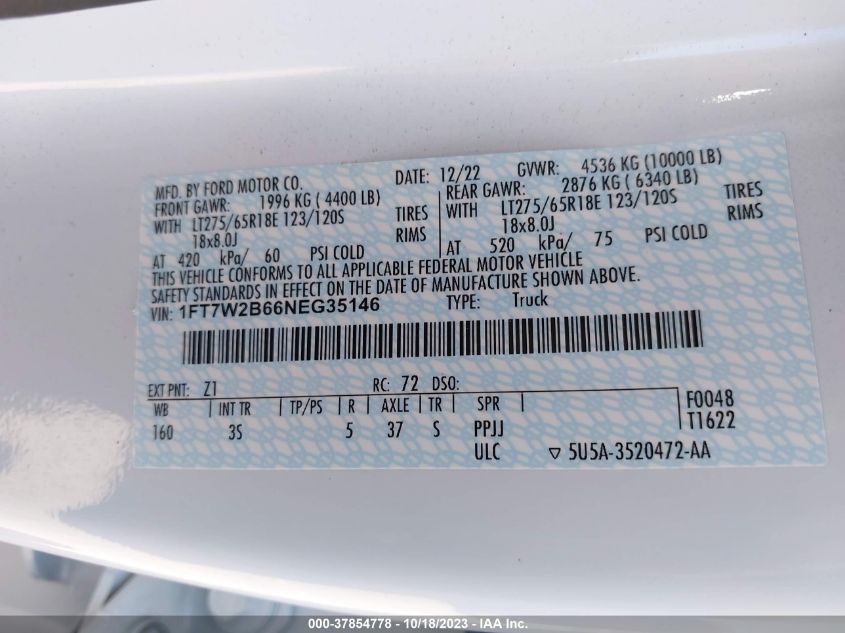 MFD. BY FORD MOTOR CO.
DATE: 12/22
GVWR: 4536 KG (10000 LB)
FRONT GAWR: 1996 KG ( 4400 LB)
REAR GAWR: 2876 KG ( 6340 LB)
WITH LT275/65R18E 123/120S TIRES
WITH LT275/65R18E 123/120S TIRES
18x8.0J RIMS
18x8.0J RIMS
AT 420 kPa/ 60 PSI COLD
AT 520 kPa/ 75 PSI COLD
THIS VEHICLE CONFORMS TO ALL APPLICABLE FEDERAL MOTOR VEHICLE
SAFETY STANDARDS IN EFFECT ON THE DATE OF MANUFACTURE SHOWN ABOVE.
VIN: 1FT7W2B66NEG35146 TYPE: Truck
EXT PNT: Z1 RC: 72 DSO:
WB INT TR TP/PS R AXLE TR SPR F0048
160 3S 5 37 S PPJJ T1622
ULC ▽ 5U5A-3520472-AA
000-37854778 - 10/18/2023 - IAA Inc.